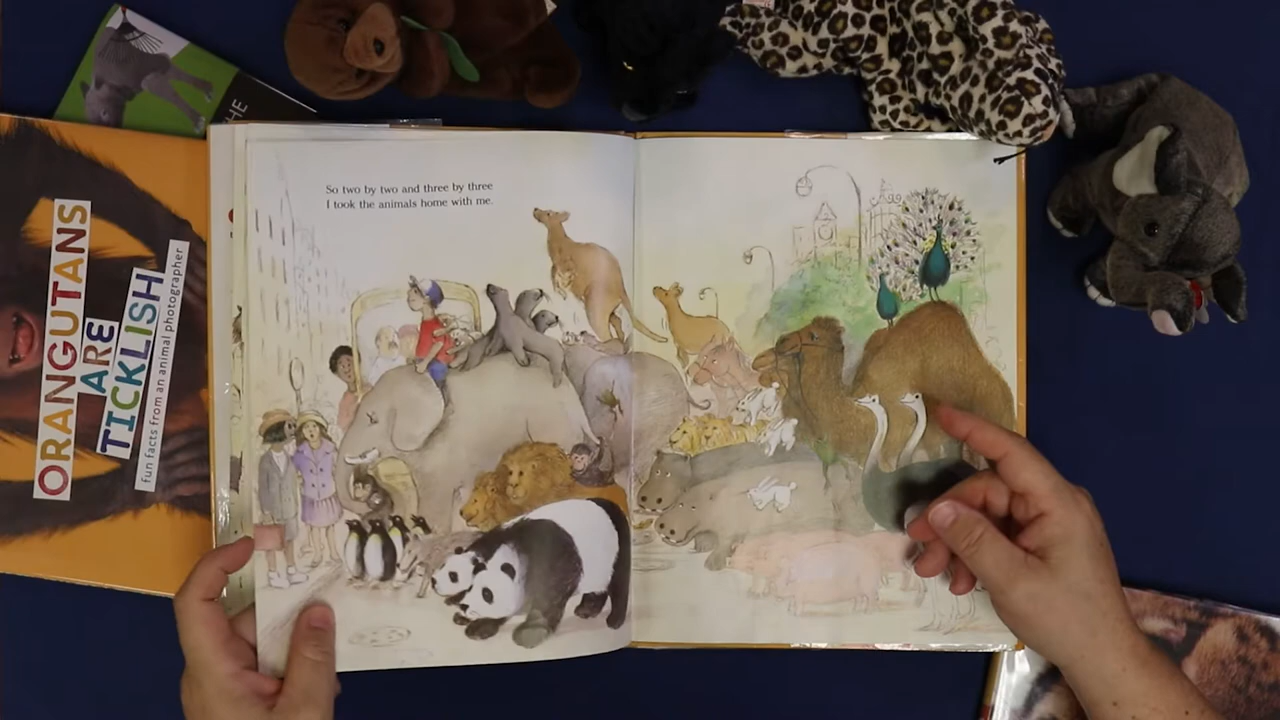 HE
So two by two and three by three
I took the animals home with me.
ORANGUTANS
ARE
TICKLISH
fun facts from an animal photographer